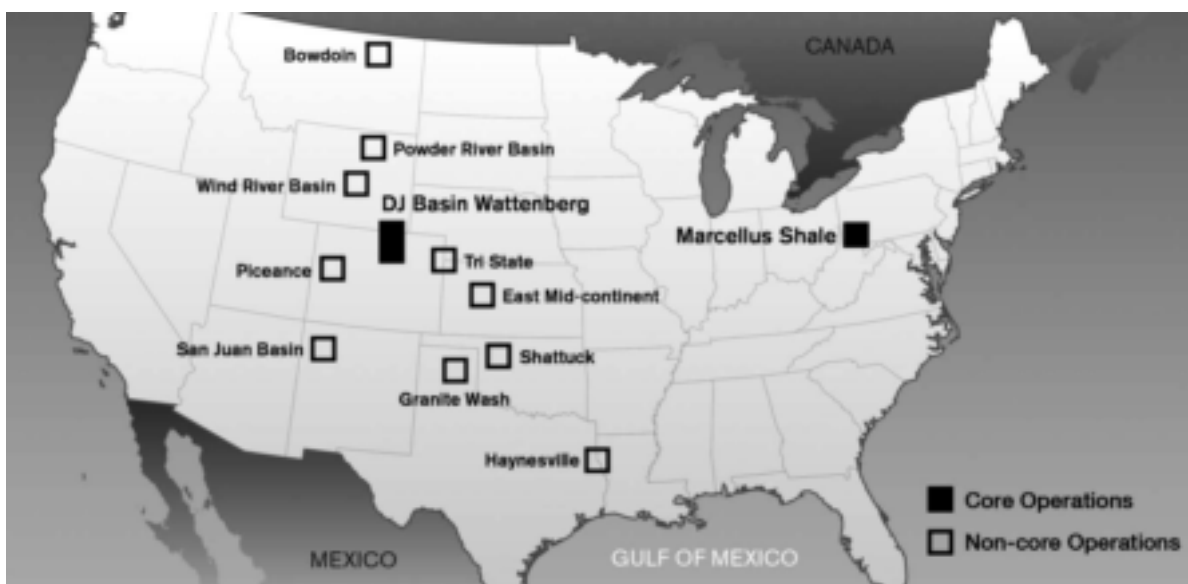 CANADA
Bowdoin
Powder River Basin
Wind River Basin
DJ Basin Wattenberg
Marcellus Shale
Tri State
Piceance
East Mid-continent
San Juan Basin
Shattuck
Granite Wash
Haynesville
Core Operations
Non-core Operations
MEXICO
GULF OF MEXICO